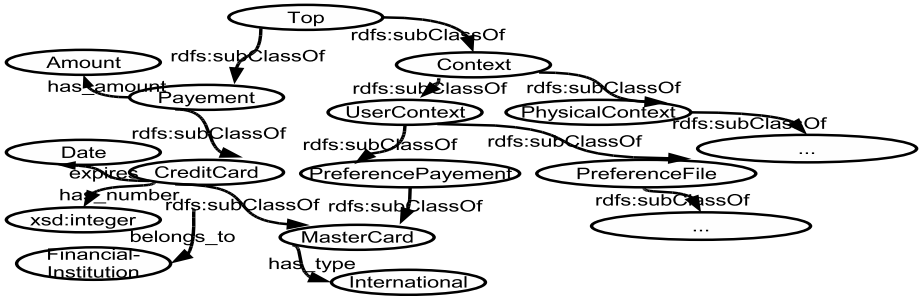 Top
rdfs:subClassOf
rdfs:subClassOf
Amount
Context
has_amount
rdfs:subClassOf
rdfs:subClassOf
Payement
UserContext
PhysicalContext
rdfs:subClassOf
rdfs:subClassOf
rdfs:subClassOf
rdfs:subClassOf
Date
...
expires
CreditCard
PreferencePayement
PreferenceFile
has_number
rdfs:subClassOf
rdfs:subClassOf
rdfs:subClassOf
xsd:integer
...
belongs_to
MasterCard
Financial-
Institution
has_type
International